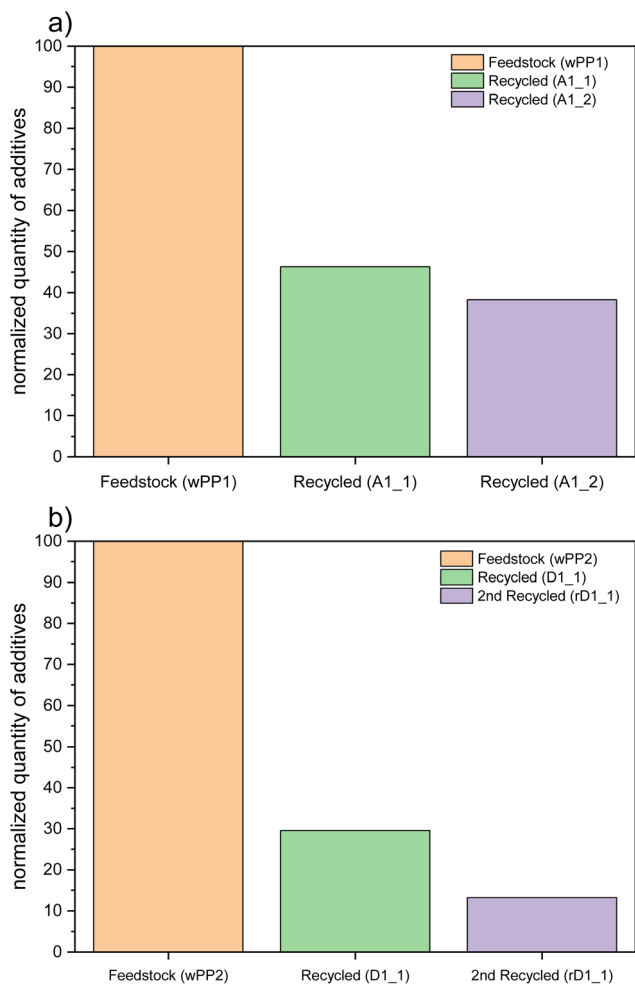 a)
100
90
80
70
60
50
40
30
20
10
0
normalized quantity of additives
Feedstock (wPP1)
Recycled (A1_1)
Recycled (A1_2)
Feedstock (wPP1)
Recycled (A1_1)
Recycled (A1_2)
b)
100
90
80
70
60
50
40
30
20
10
0
normalized quantity of additives
Feedstock (wPP2)
Recycled (D1_1)
2nd Recycled (rD1_1)
Feedstock (wPP2)
Recycled (D1_1)
2nd Recycled (rD1_1)